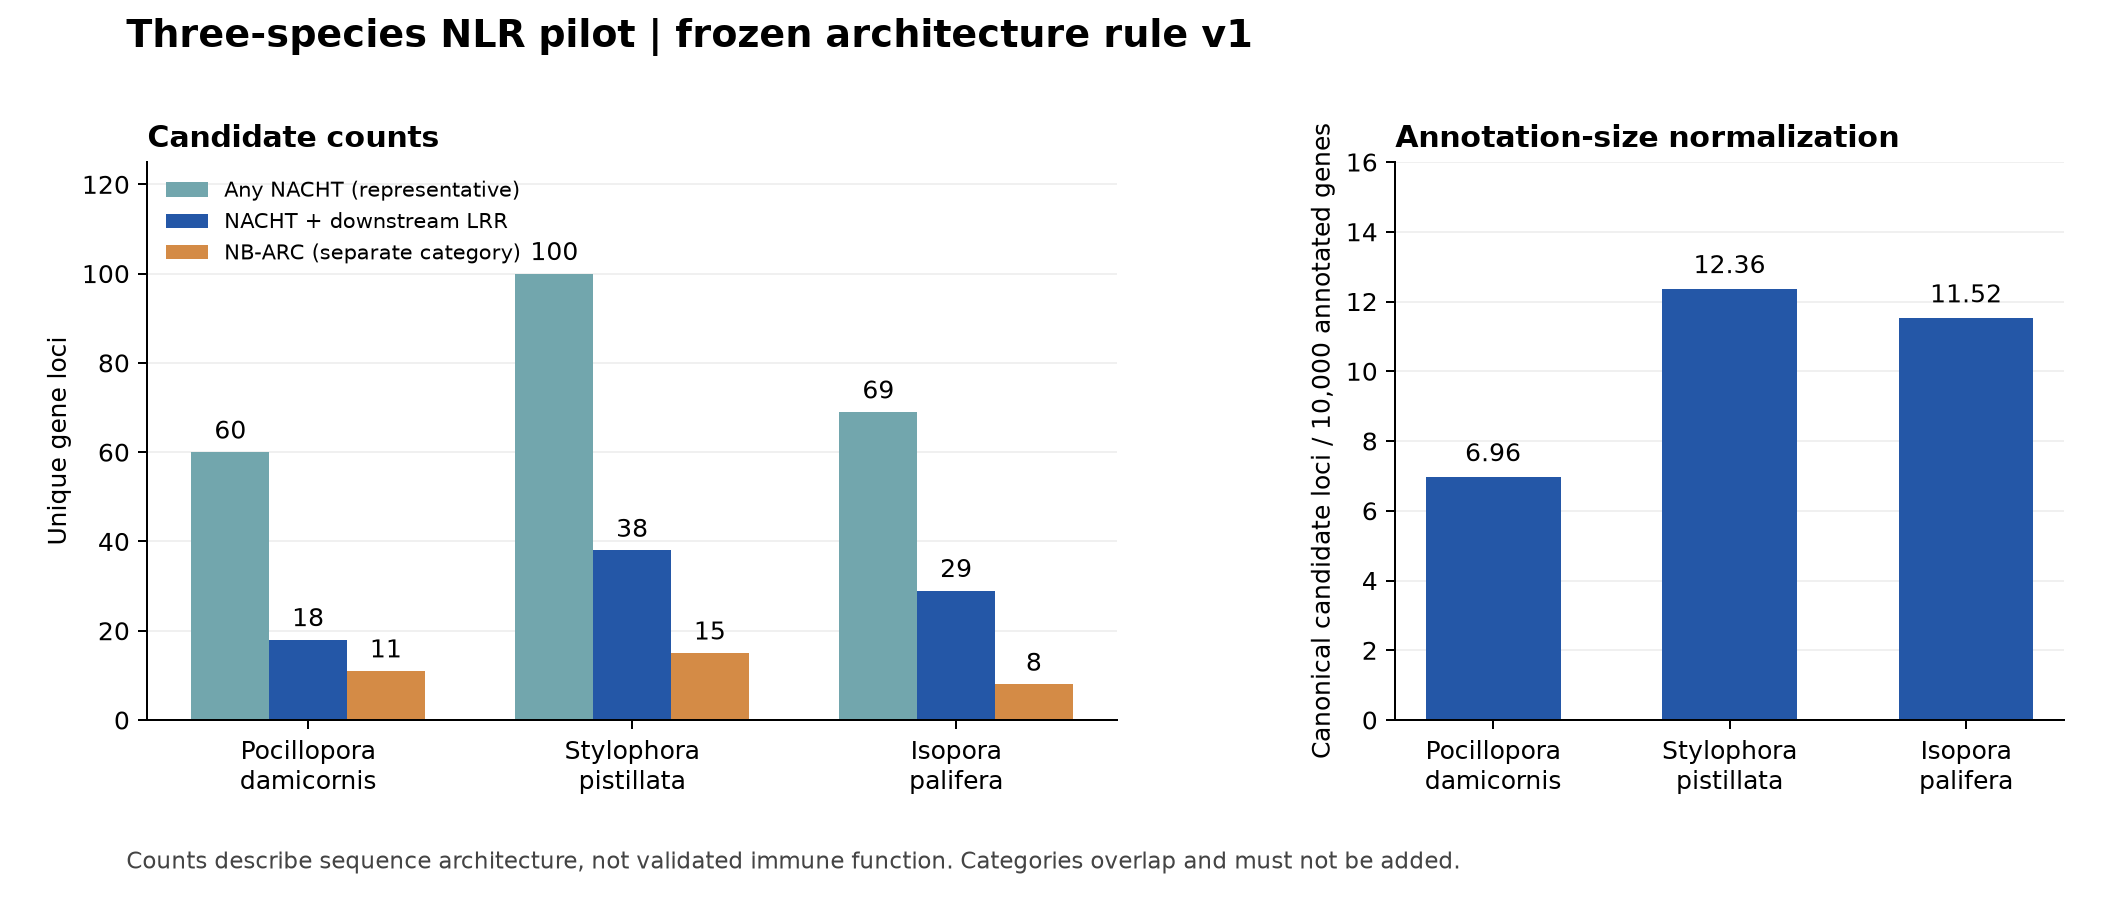 Three-species NLR pilot | frozen architecture rule v1
Candidate counts
Unique gene loci
120
100
80
60
40
20
0
Any NACHT (representative)
NACHT + downstream LRR
NB-ARC (separate category)
60
18
11
100
38
15
69
29
8
Pocillopora
damicornis
Stylophora
pistillata
Isopora
palifera
Annotation-size normalization
Canonical candidate loci / 10,000 annotated genes
16
14
12
10
8
6
4
2
0
6.96
12.36
11.52
Pocillopora
damicornis
Stylophora
pistillata
Isopora
palifera
Counts describe sequence architecture, not validated immune function. Categories overlap and must not be added.